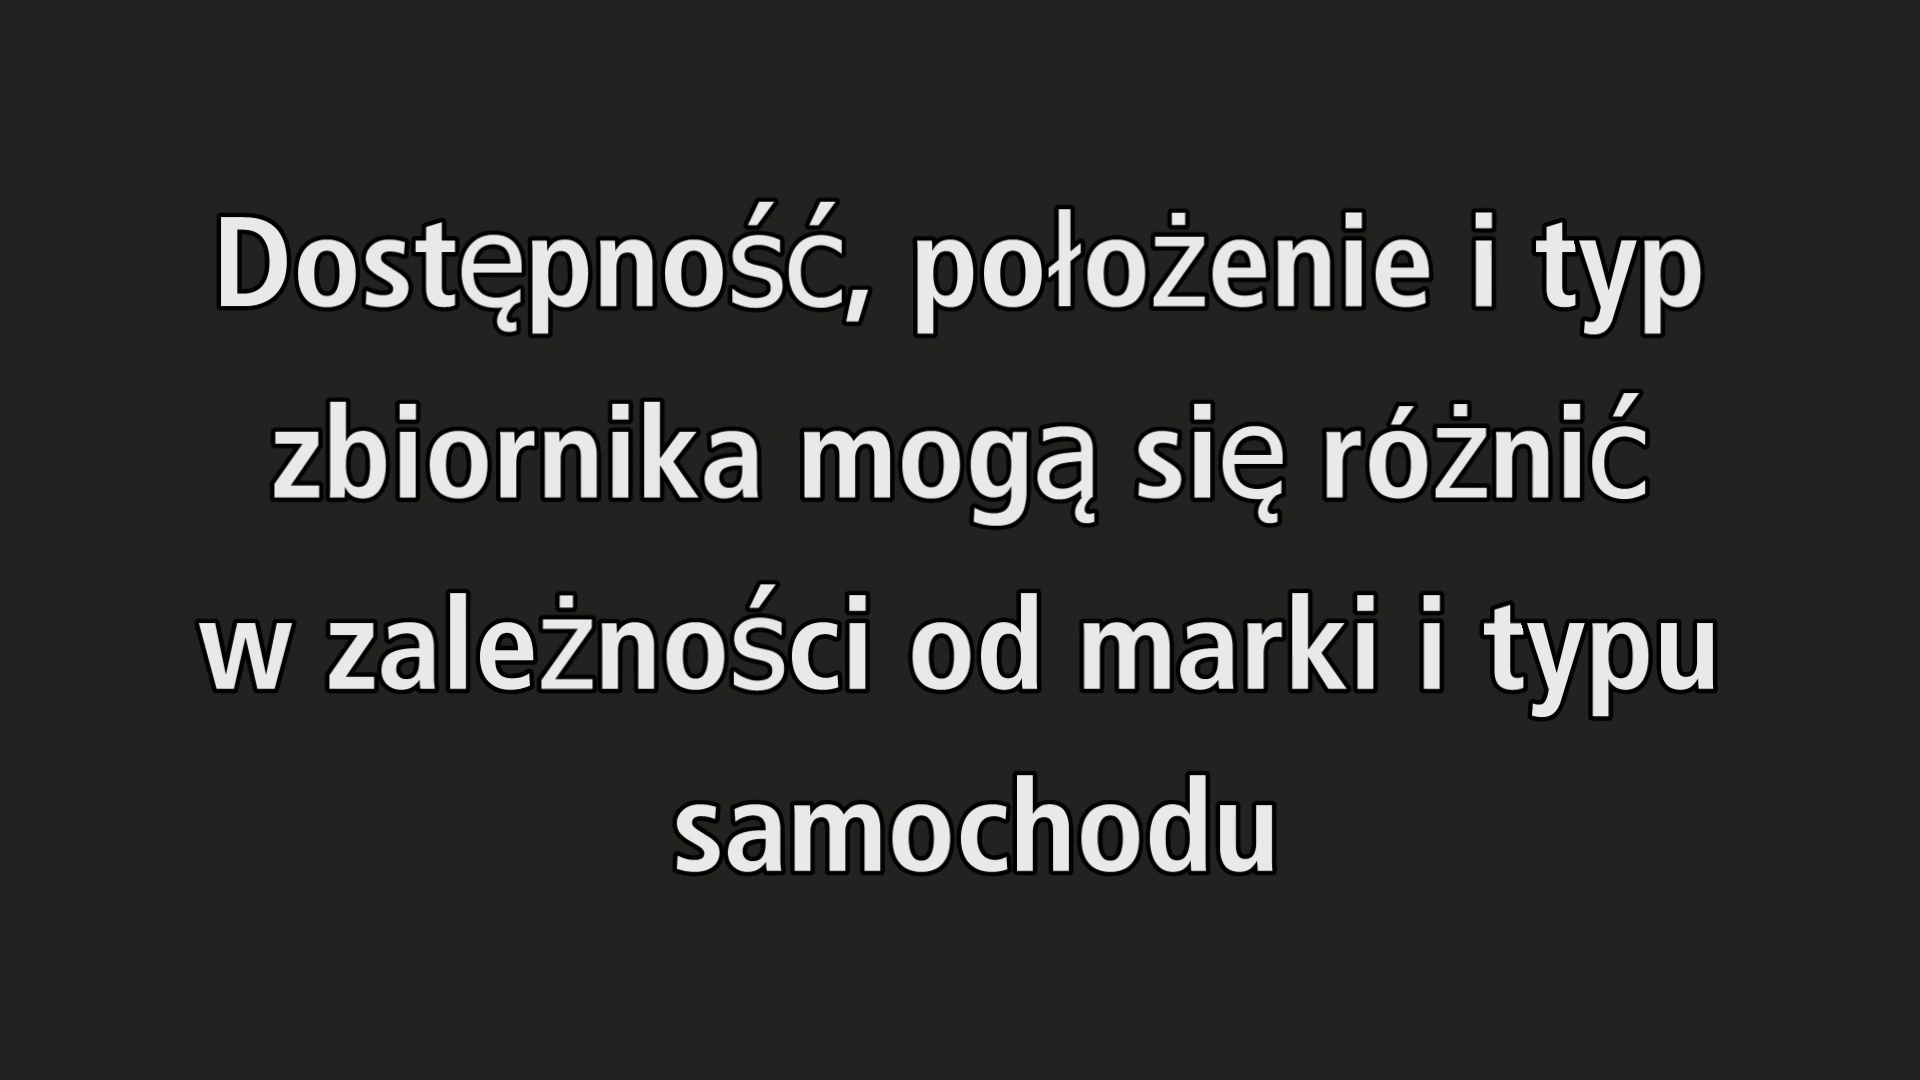 Dostępność, położenie i typ
zbiornika mogą się różnić
w zależności od marki i typu
samochodu